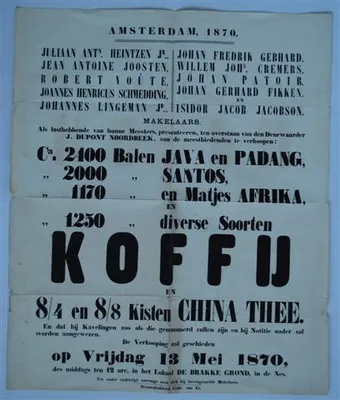 AMSTERDAM, 1870.
JULIAAN ANTS. HEINTZEN JR., JOHAN FREDRIK GEBHARD,
JEAN ANTOINE JOOSTEN, WILLEM JOHS. CREMERS,
ROBERT VOÛTE, JOHAN PATOIR,
JOANNES HENRICUS SCHMEDDING, JOHAN GERHARD FIKKEN,
EN
JOHANNES LINGEMAN JR., ISIDOR JACOB JACOBSON,
MAKELAARS.
Als lasthebbende van hunne Meesters, presenteeren, ten overstaan van den Deurwaarder
J. DUPONT NOORDBEEK, aan de meestbiedenden te verkoopen:
Ca. 2400 Balen JAVA en PADANG,
„ 2000 „ SANTOS,
„ 1170 „ en Matjes AFRIKA,
EN
„ 1250 „ diverse Soorten
KOFFIJ
EN
8/4 en 8/8 Kisten CHINA THEE.
En dat bij Kavelingen zoo als die genummerd zullen zijn en bij Notitie nader zal
worden aangewezen.
De Verkooping zal geschieden
op Vrijdag 13 Mei 1870,
des middags ten 12 ure, in het Lokaal DE BRAKKE GROND, in de Nes.